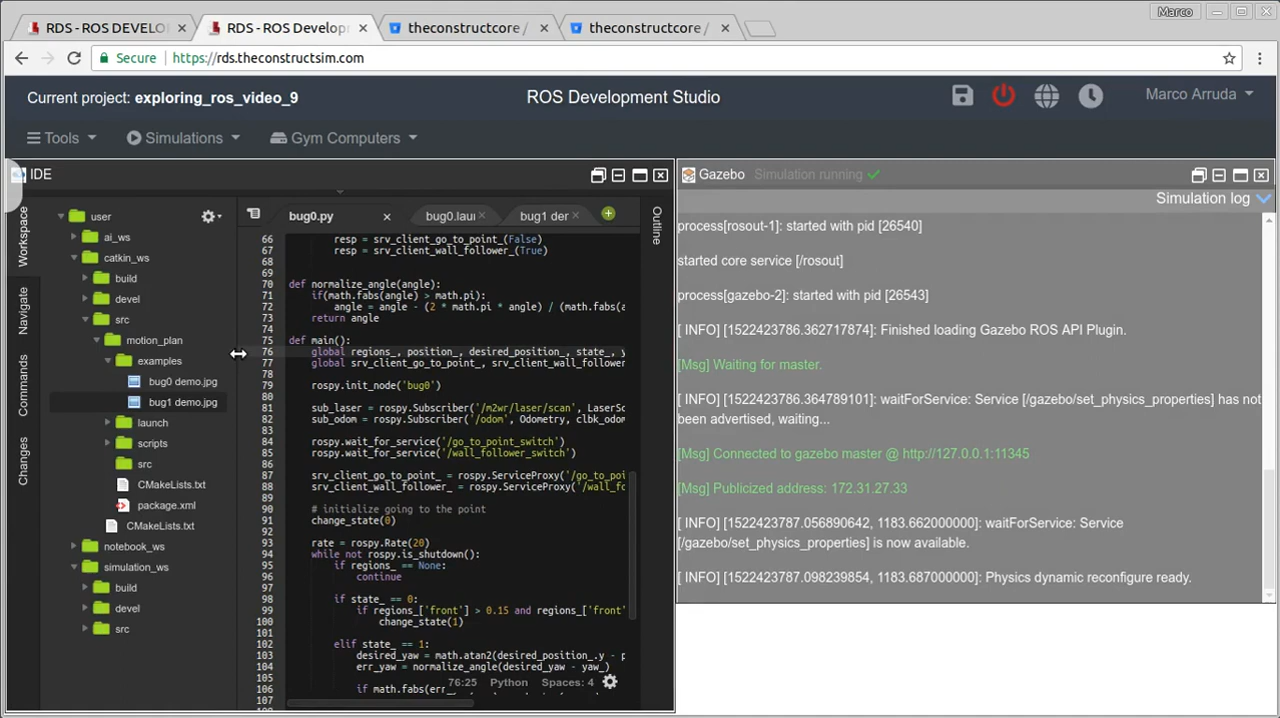 Marco
RDS - ROS DEVELO
RDS - ROS Develop
theconstructcore /
theconstructcore /
Secure
https://rds.theconstructsim.com
Current project: exploring_ros_video_9
ROS Development Studio
Marco Arruda
Tools
Simulations
Gym Computers
IDE
Workspace
Navigate
Commands
Changes
user
ai_ws
catkin_ws
build
devel
src
motion_plan
examples
bug0 demo.jpg
bug1 demo.jpg
launch
scripts
src
CMakeLists.txt
package.xml
CMakeLists.txt
notebook_ws
simulation_ws
build
devel
src
bug0.py
bug0.laun
bug1 der
Outline
66 resp = srv_client_go_to_point_(False)
67 resp = srv_client_wall_follower_(True)
68
69
70 def normalize_angle(angle):
71 if(math.fabs(angle) > math.pi):
72 angle = angle - (2 * math.pi * angle) / (math.fabs(a
73 return angle
74
75 def main():
76 global regions_, position_, desired_position_, state_, y
77 global srv_client_go_to_point_, srv_client_wall_follower
78
79 rospy.init_node('bug0')
80
81 sub_laser = rospy.Subscriber('/m2wr/laser/scan', LaserSc
82 sub_odom = rospy.Subscriber('/odom', Odometry, clbk_odom
83
84 rospy.wait_for_service('/go_to_point_switch')
85 rospy.wait_for_service('/wall_follower_switch')
86
87 srv_client_go_to_point_ = rospy.ServiceProxy('/go_to_poi
88 srv_client_wall_follower_ = rospy.ServiceProxy('/wall_fo
89
90 # initialize going to the point
91 change_state(0)
92
93 rate = rospy.Rate(20)
94 while not rospy.is_shutdown():
95 if regions_ == None:
96 continue
97
98 if state_ == 0:
99 if regions_['front'] > 0.15 and regions_['front'
100 change_state(1)
101
102 elif state_ == 1:
103 desired_yaw = math.atan2(desired_position_.y - p
104 err_yaw = normalize_angle(desired_yaw - yaw_)
105
106 if math.fabs(err_
107
76:25 Python Spaces: 4
Gazebo Simulation running
Simulation log
process[rosout-1]: started with pid [26540]
started core service [/rosout]
process[gazebo-2]: started with pid [26543]
[ INFO] [1522423786.362717874]: Finished loading Gazebo ROS API Plugin.
[Msg] Waiting for master.
[ INFO] [1522423786.364789101]: waitForService: Service [/gazebo/set_physics_properties] has not
been advertised, waiting...
[Msg] Connected to gazebo master @ http://127.0.0.1:11345
[Msg] Publicized address: 172.31.27.33
[ INFO] [1522423787.056890642, 1183.662000000]: waitForService: Service
[/gazebo/set_physics_properties] is now available.
[ INFO] [1522423787.098239854, 1183.687000000]: Physics dynamic reconfigure ready.